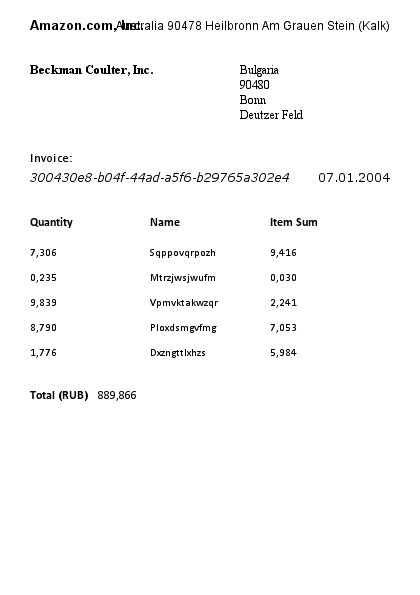 Amazon.com, Inc. Australia 90478 Heilbronn Am Grauen Stein (Kalk)
Beckman Coulter, Inc. Bulgaria
90480
Bonn
Deutzer Feld
Invoice:
300430e8-b04f-44ad-a5f6-b29765a302e4 07.01.2004
Quantity Name Item Sum
7,306 Sqppovqrpozh 9,416
0,235 Mtrzjwsjwufm 0,030
9,839 Vpmvktakwzqr 2,241
8,790 Ploxdsmgvfmg 7,053
1,776 Dxzngttlxhzs 5,984
Total (RUB) 889,866